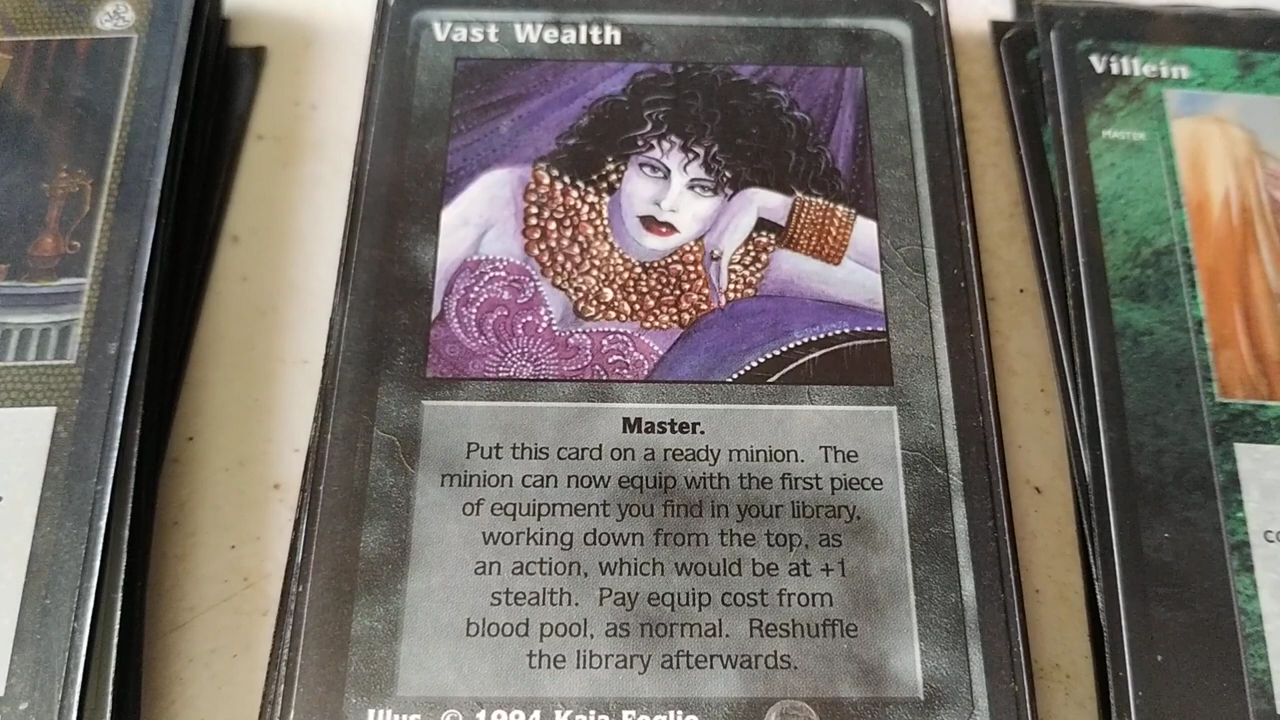 Vast Wealth
Master.
Put this card on a ready minion. The
minion can now equip with the first piece
of equipment you find in your library,
working down from the top, as
an action, which would be at +1
stealth. Pay equip cost from
blood pool, as normal. Reshuffle
the library afterwards.
Illus. © 1994 Kaja Foglio
Villein
MASTER